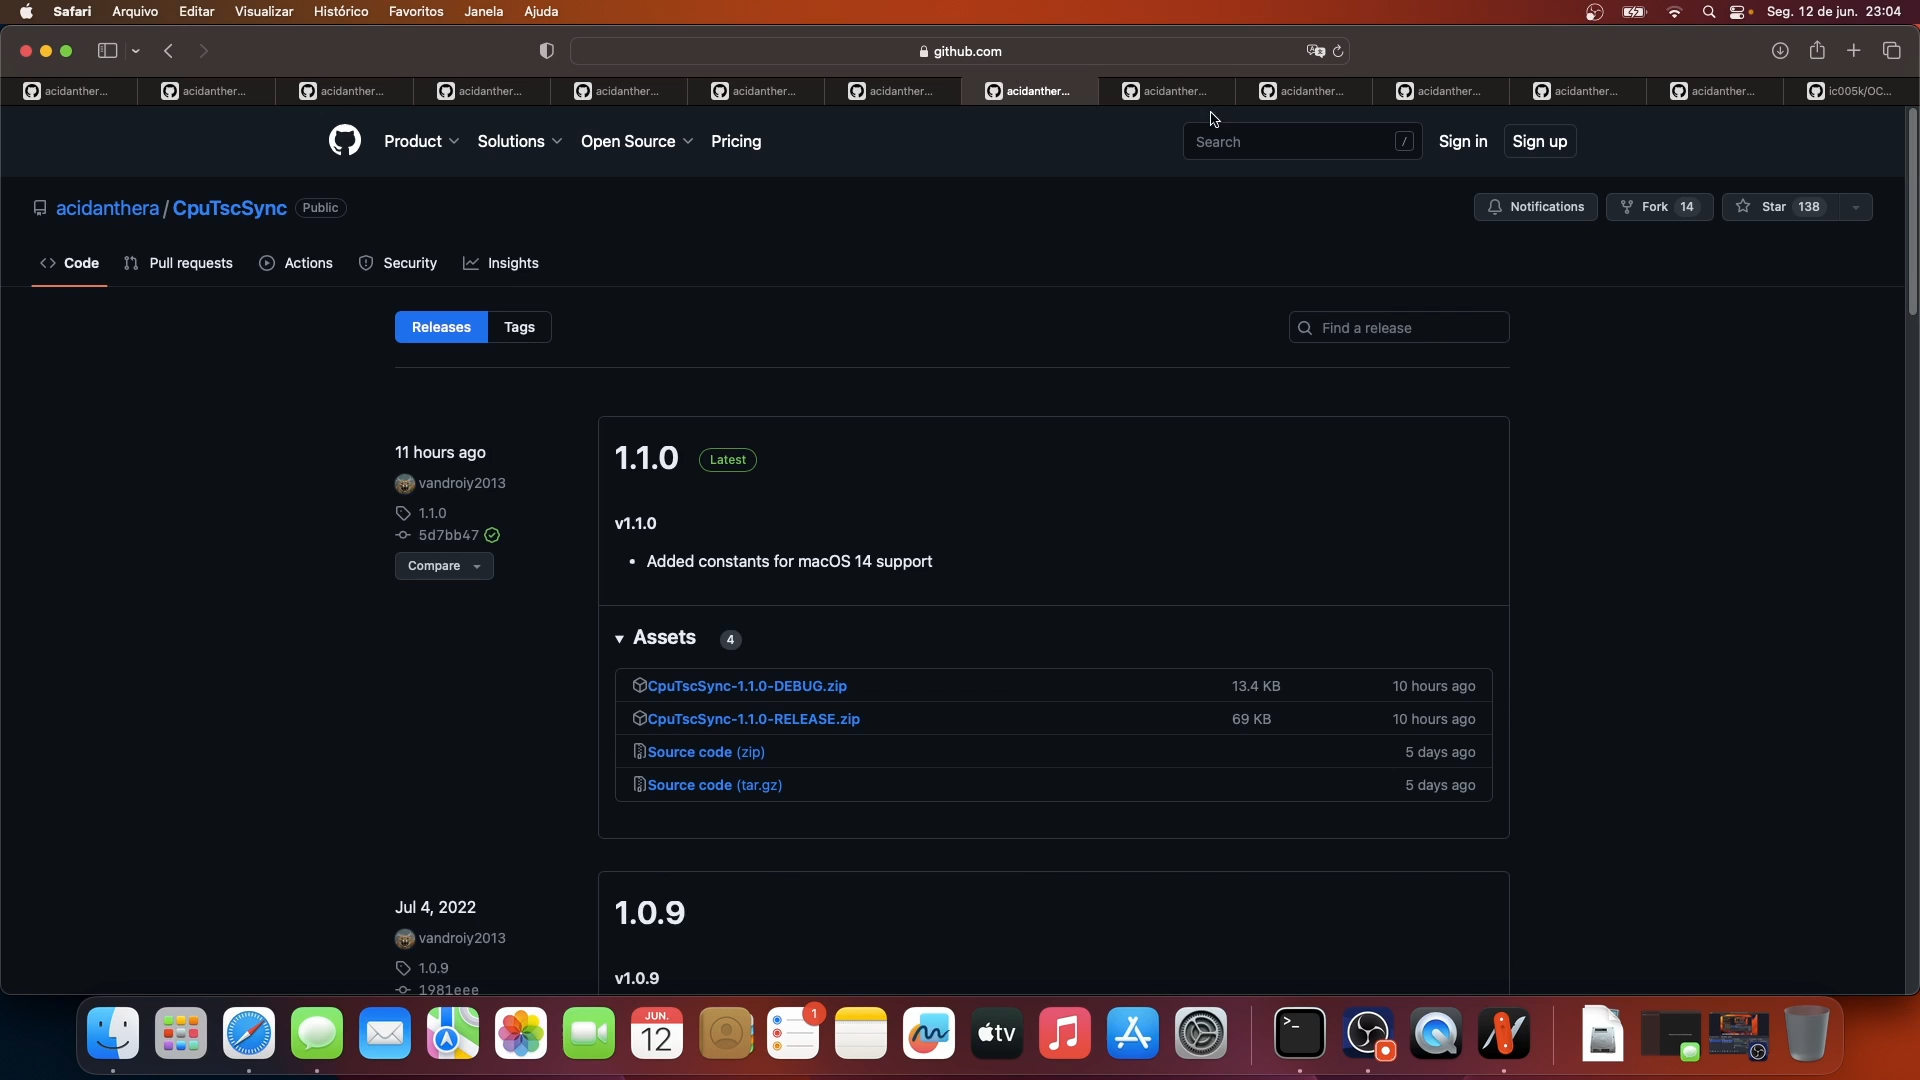 Safari Arquivo Editar Visualizar Histórico Favoritos Janela Ajuda Seg. 12 de jun. 23:04
github.com
acidanther... acidanther... acidanther... acidanther... acidanther... acidanther... acidanther... acidanther... acidanther... acidanther... acidanther... acidanther... acidanther... ic005k/OC...
Product Solutions Open Source Pricing Search / Sign in Sign up
acidanthera / CpuTscSync Public Notifications Fork 14 Star 138
Code Pull requests Actions Security Insights
Releases Tags Find a release
11 hours ago
vandroiy2013
1.1.0
5d7bb47
Compare
1.1.0 Latest
v1.1.0
• Added constants for macOS 14 support
Assets 4
CpuTscSync-1.1.0-DEBUG.zip 13.4 KB 10 hours ago
CpuTscSync-1.1.0-RELEASE.zip 69 KB 10 hours ago
Source code (zip) 5 days ago
Source code (tar.gz) 5 days ago
Jul 4, 2022
vandroiy2013
1.0.9
1981eee
1.0.9
v1.0.9
JUN.
12
1
tv
>_